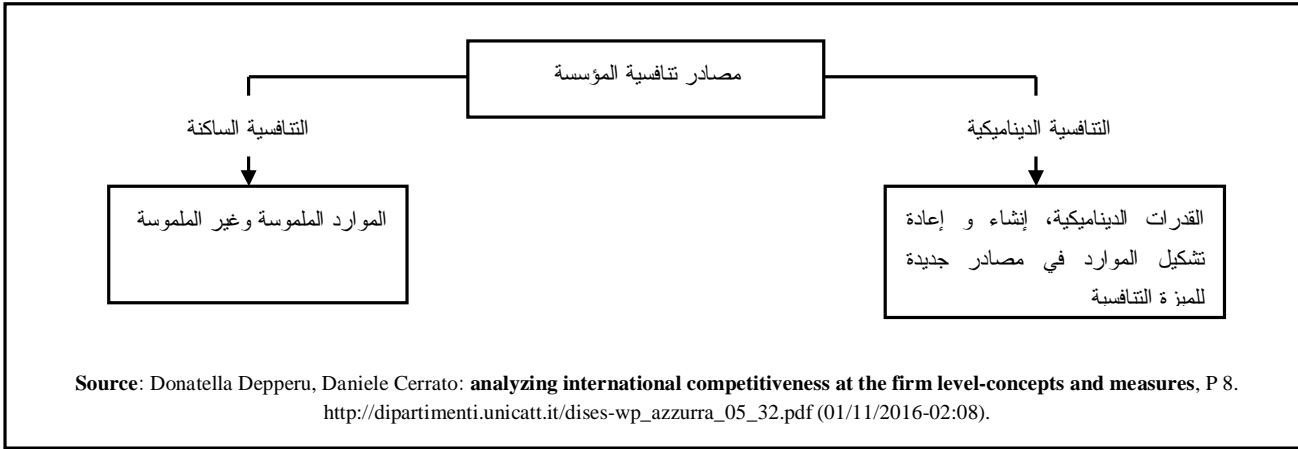 مصادر تنافسية المؤسسة
التنافسية الديناميكية
التنافسية الساكنة
القدرات الديناميكية، إنشاء و إعادة
تشكيل الموارد في مصادر جديدة
للميزة التنافسية
الموارد الملموسة وغير الملموسة
Source: Donatella Depperu, Daniele Cerrato: analyzing international competitiveness at the firm level-concepts and measures, P 8.
http://dipartimenti.unicatt.it/dises-wp_azzurra_05_32.pdf (01/11/2016-02:08).